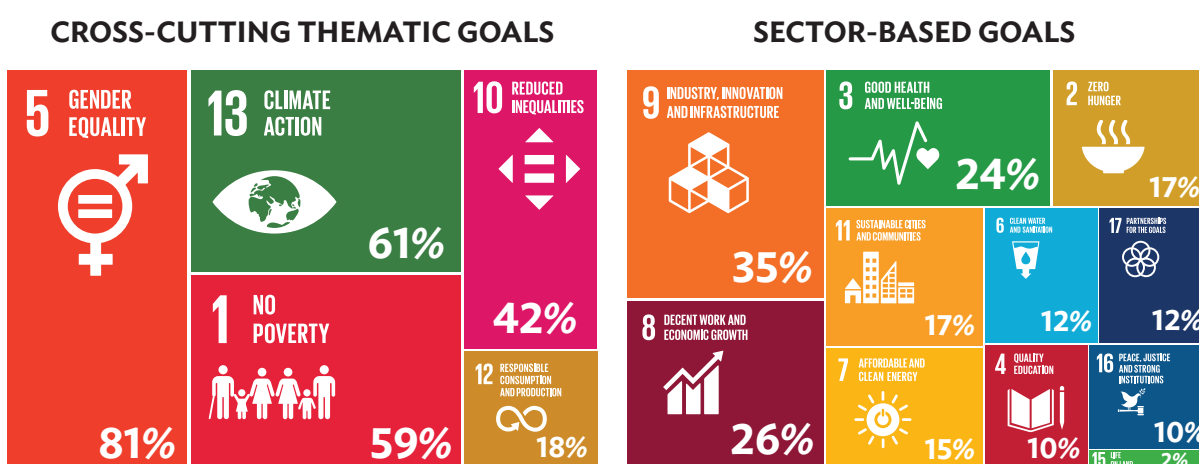 CROSS-CUTTING THEMATIC GOALS
5 GENDER
EQUALITY
81%
13 CLIMATE
ACTION
61%
1 NO
POVERTY
59%
10 REDUCED
INEQUALITIES
42%
12 RESPONSIBLE
CONSUMPTION
AND PRODUCTION
18%
SECTOR-BASED GOALS
9 INDUSTRY, INNOVATION
AND INFRASTRUCTURE
35%
8 DECENT WORK AND
ECONOMIC GROWTH
26%
3 GOOD HEALTH
AND WELL-BEING
24%
2 ZERO
HUNGER
17%
11 SUSTAINABLE CITIES
AND COMMUNITIES
17%
6 CLEAN WATER
AND SANITATION
12%
17 PARTNERSHIPS
FOR THE GOALS
12%
7 AFFORDABLE AND
CLEAN ENERGY
15%
4 QUALITY
EDUCATION
10%
16 PEACE, JUSTICE
AND STRONG
INSTITUTIONS
10%
15 LIFE
ON LAND
2%